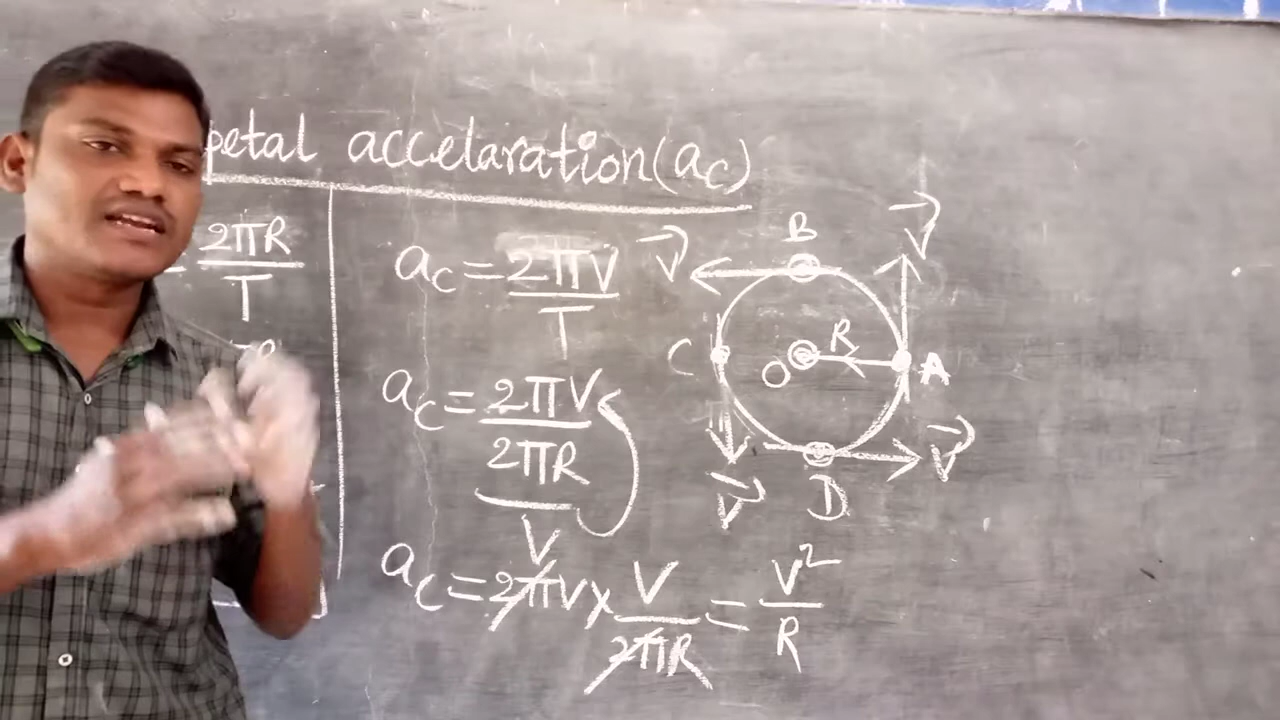 petal accelaration(ac)
2πR
T
ac = 2πV
T
ac = 2πV
2πR
V
ac = 2πV × V = V²
2πR R
B
V
V
C
O
R
A
V
D
V